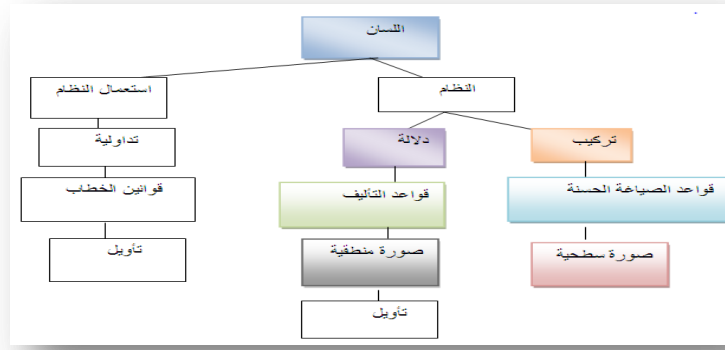 اللسان
النظام
استعمال النظام
تركيب
دلالة
تداولية
قواعد الصياغة الحسنة
قواعد التأليف
قوانين الخطاب
صورة سطحية
صورة منطقية
تأويل
تأويل